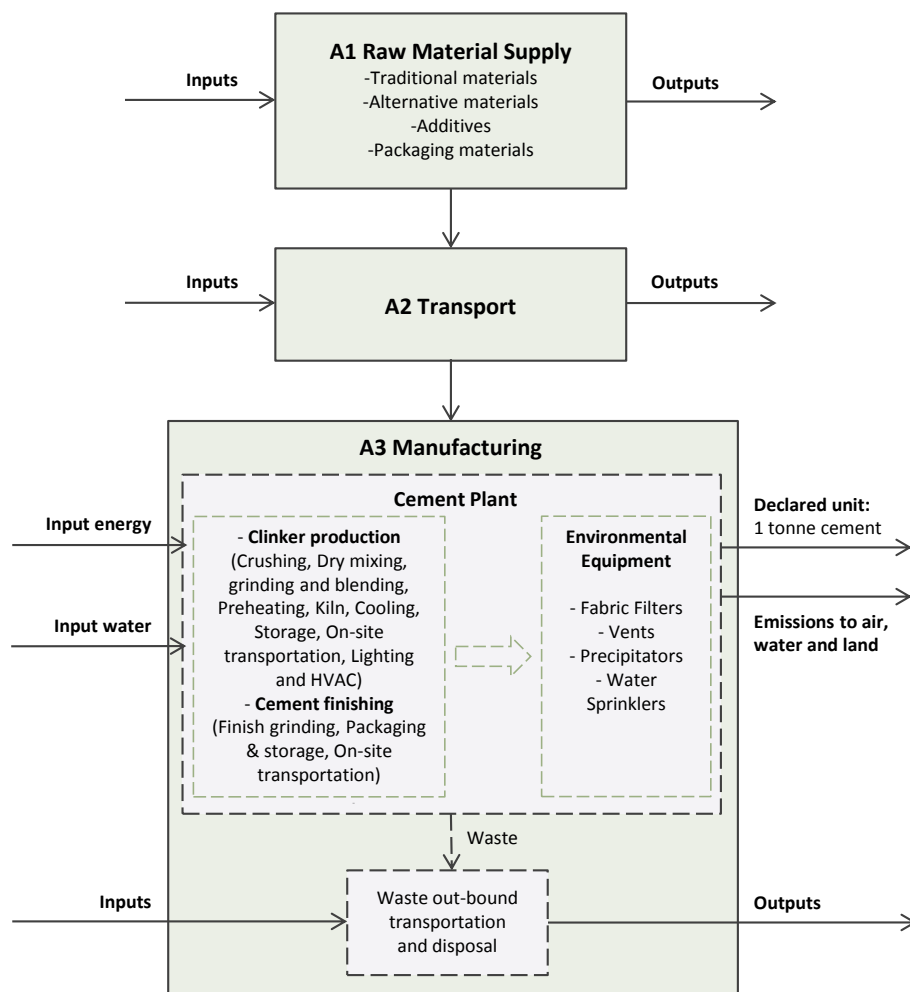 A1 Raw Material Supply
Inputs
-Traditional materials
Outputs
-Alternative materials
-Additives
-Packaging materials
Inputs
Outputs
A2 Transport
A3 Manufacturing
Cement Plant
Input energy
Input water
- Clinker production
(Crushing, Dry mixing,
grinding and blending,
Preheating, Kiln, Cooling,
Storage, On-site
transportation, Lighting
and HVAC)
- Cement finishing
(Finish grinding, Packaging
& storage, On-site
transportation)
Environmental
Equipment
- Fabric Filters
- Vents
- Precipitators
- Water
Sprinklers
Declared unit:
1 tonne cement
Emissions to air,
water and land
Waste
Inputs
Waste out-bound
transportation
and disposal
Outputs